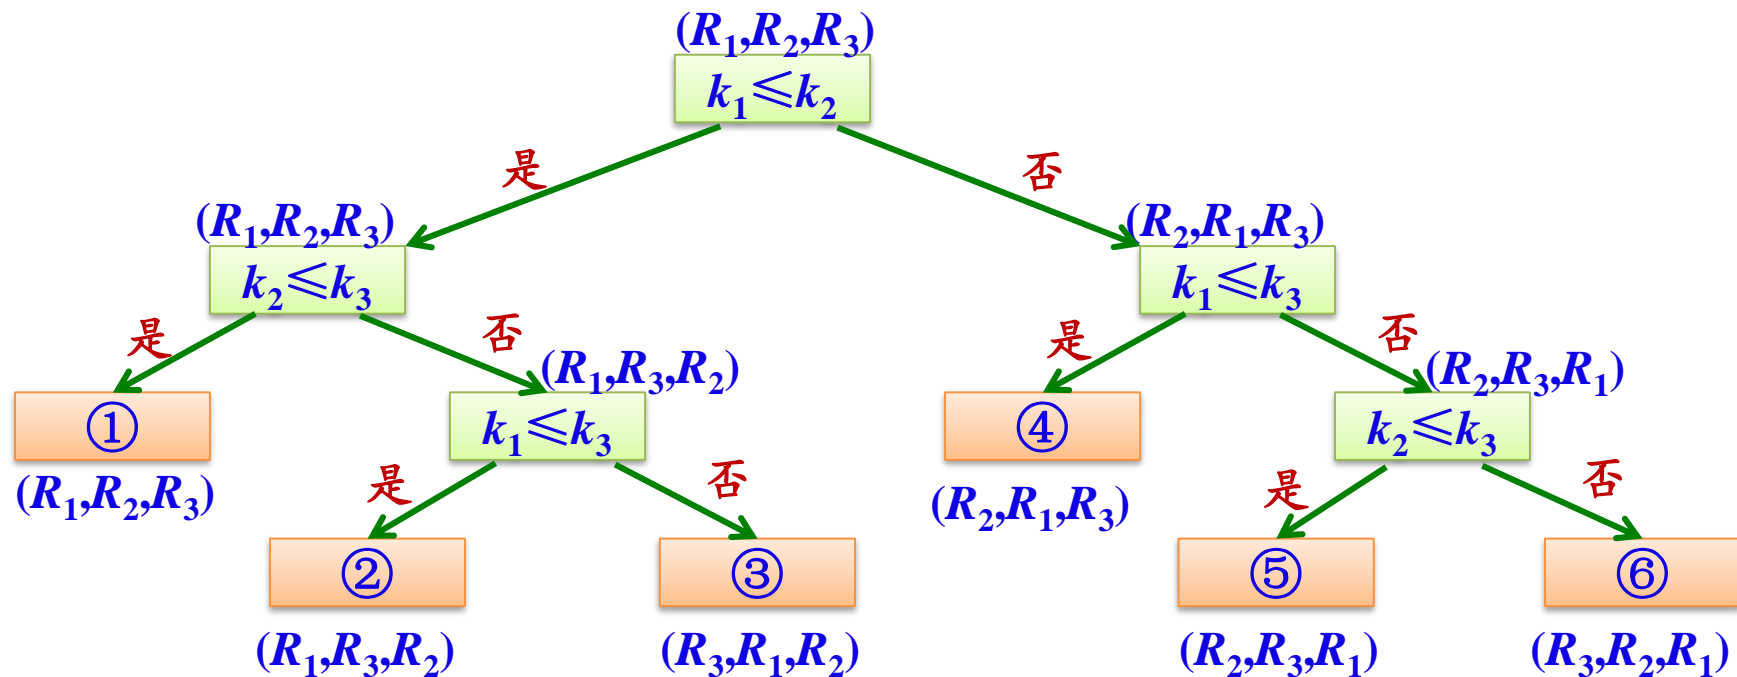 (R₁,R₂,R₃)
k₁≤k₂
是 否
(R₁,R₂,R₃) (R₂,R₁,R₃)
k₂≤k₃ k₁≤k₃
是 否 是 否
(R₁,R₃,R₂) (R₂,R₃,R₁)
① k₁≤k₃ ④ k₂≤k₃
(R₁,R₂,R₃) 是 否 (R₂,R₁,R₃) 是 否
② ③ ⑤ ⑥
(R₁,R₃,R₂) (R₃,R₁,R₂) (R₂,R₃,R₁) (R₃,R₂,R₁)